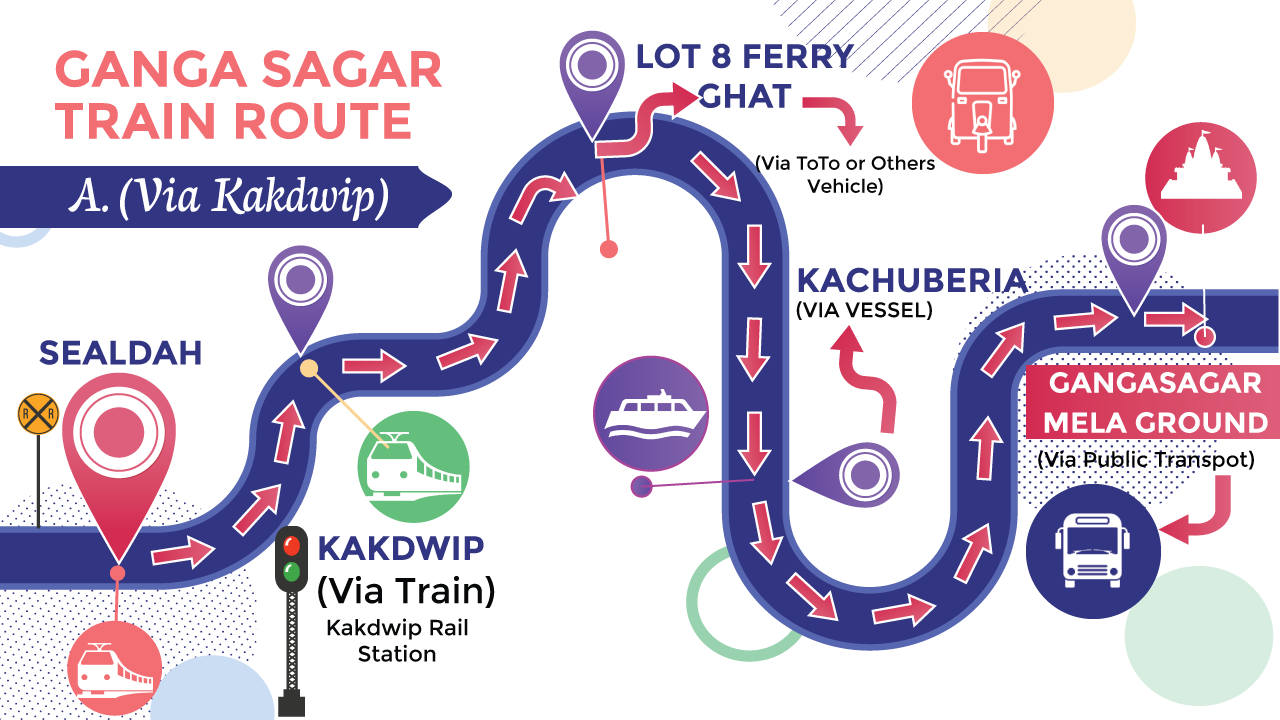 GANGA SAGAR
TRAIN ROUTE
A. (Via Kakdwip)
SEALDAH
R R
KAKDWIP
(Via Train)
Kakdwip Rail
Station
LOT 8 FERRY
GHAT
(Via ToTo or Others
Vehicle)
KACHUBERIA
(VIA VESSEL)
GANGASAGAR
MELA GROUND
(Via Public Transpot)